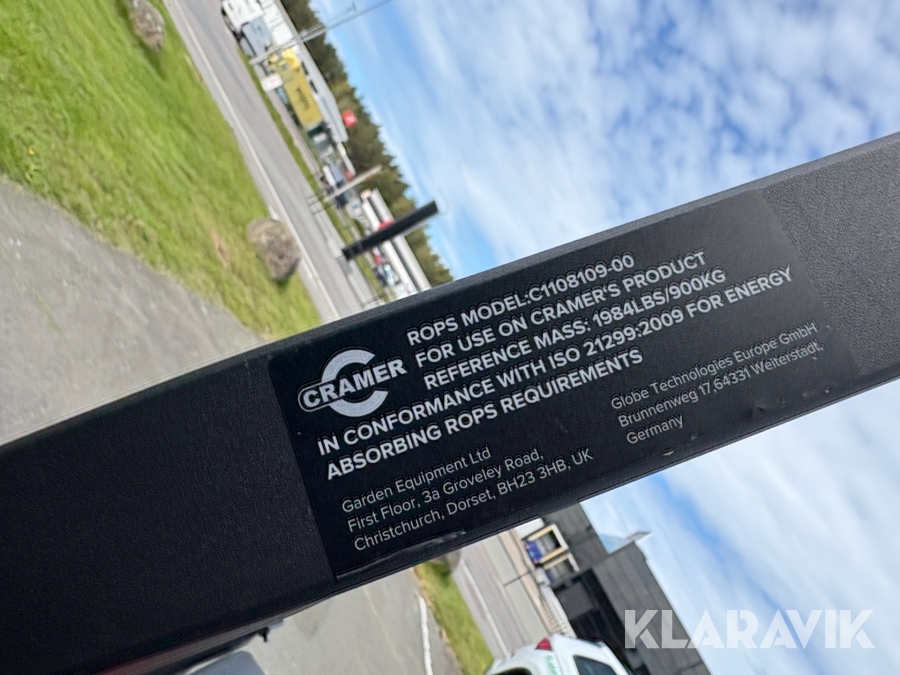 CRAMER
ROPS MODEL:C1108109-00
FOR USE ON CRAMER'S PRODUCT
REFERENCE MASS: 1984LBS/900KG
IN CONFORMANCE WITH ISO 21299:2009 FOR ENERGY
ABSORBING ROPS REQUIREMENTS
Garden Equipment Ltd
First Floor, 3a Groveley Road,
Christchurch, Dorset, BH23 3HB, UK
Globe Technologies Europe GmbH
Brunnenweg 17,64331 Weiterstadt,
Germany
KLARAVIK